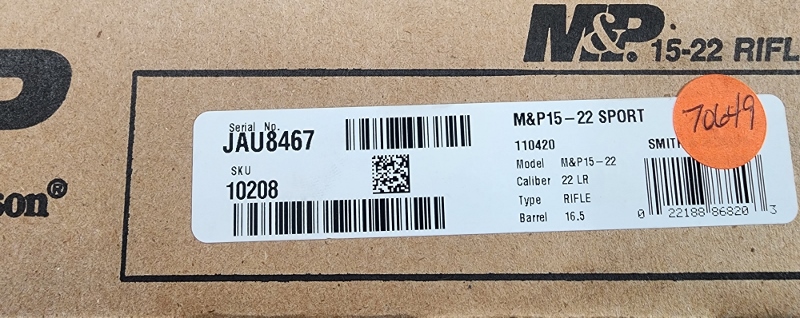 M&P. 15-22 RIFL
P
son®
Serial No.
JAU8467
SKU
10208
M&P15-22 SPORT
110420
SMITH
Model M&P15-22
Caliber 22 LR
Type RIFLE
Barrel 16.5
0 22188 86820 3
70649